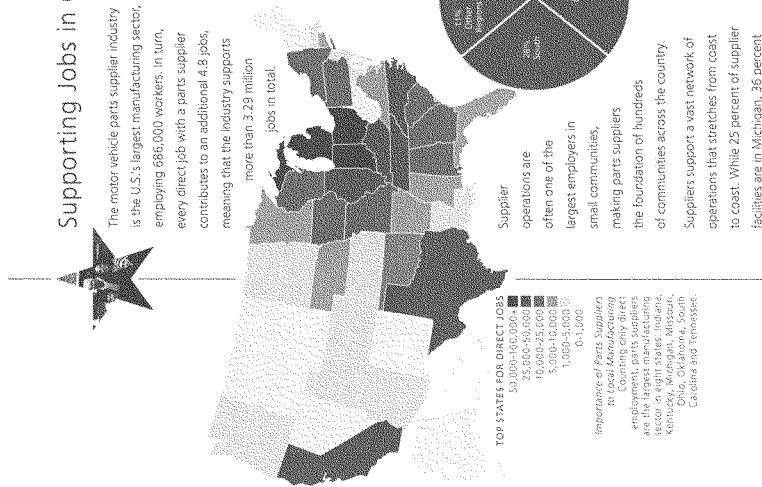 Supporting Jobs in
The motor vehicle parts supplier industry
is the U.S.'s largest manufacturing sector,
employing 686,000 workers. In turn,
every direct job with a parts supplier
contributes to an additional 4.8 jobs,
meaning that the industry supports
more than 3.29 million
jobs in total.
Supplier
operations are
often one of the
largest employers in
small communities,
making parts suppliers
the foundation of hundreds
of communities across the country.
Suppliers support a vast network of
operations that stretches from coast
to coast. While 25 percent of supplier
facilities are in Michigan, 36 percent
11%
Other
Regions
28%
South
TOP STATES FOR DIRECT JOBS
50,000-100,000+
25,000-50,000
10,000-25,000
5,000-10,000
1,000-5,000
0-1,000
Importance of Parts Suppliers
to Local Manufacturing
Counting only direct
employment, parts suppliers
are the largest manufacturing
sector in eight states: Indiana,
Kentucky, Michigan, Missouri,
Ohio, Oklahoma, South
Carolina and Tennessee.